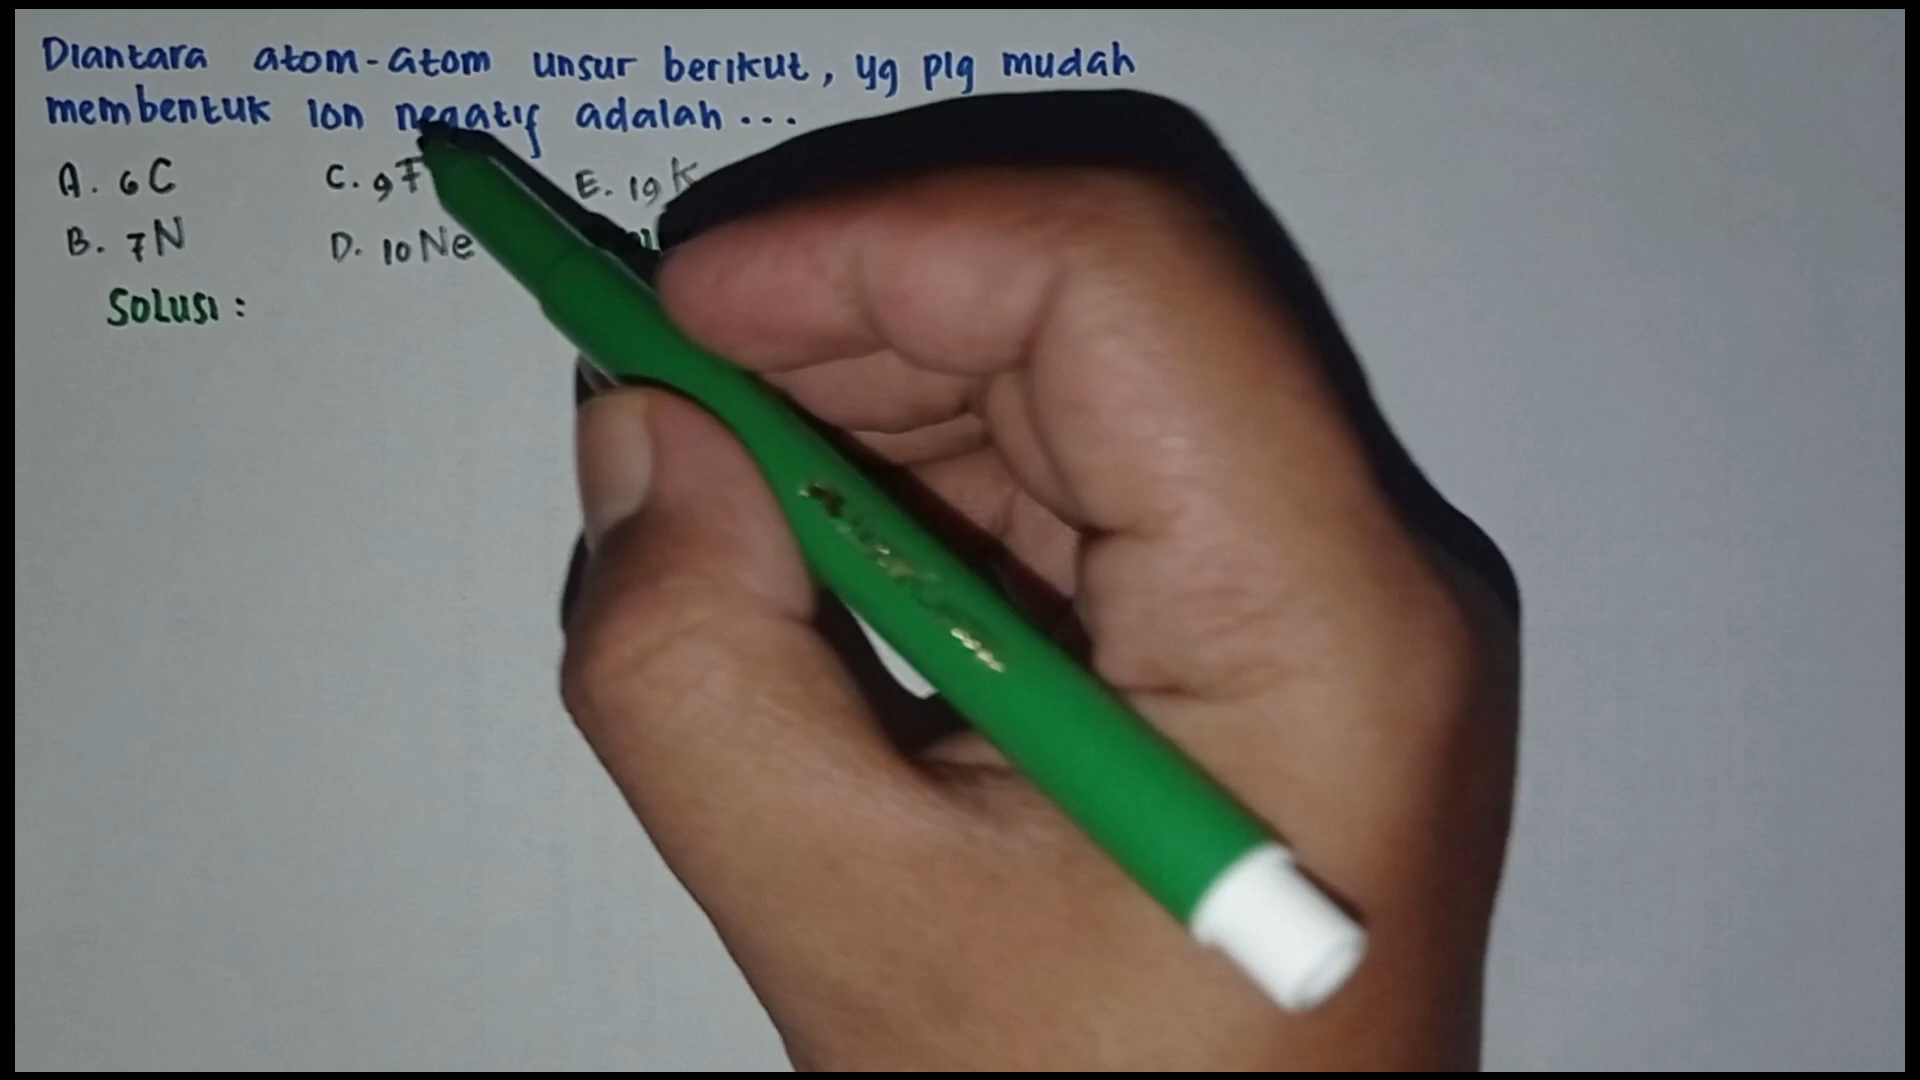 Diantara atom-atom unsur berikut, yg plg mudah
membentuk ion negatif adalah ...
A. 6C C. 9F E. 19K
B. 7N D. 10Ne
Solusi :